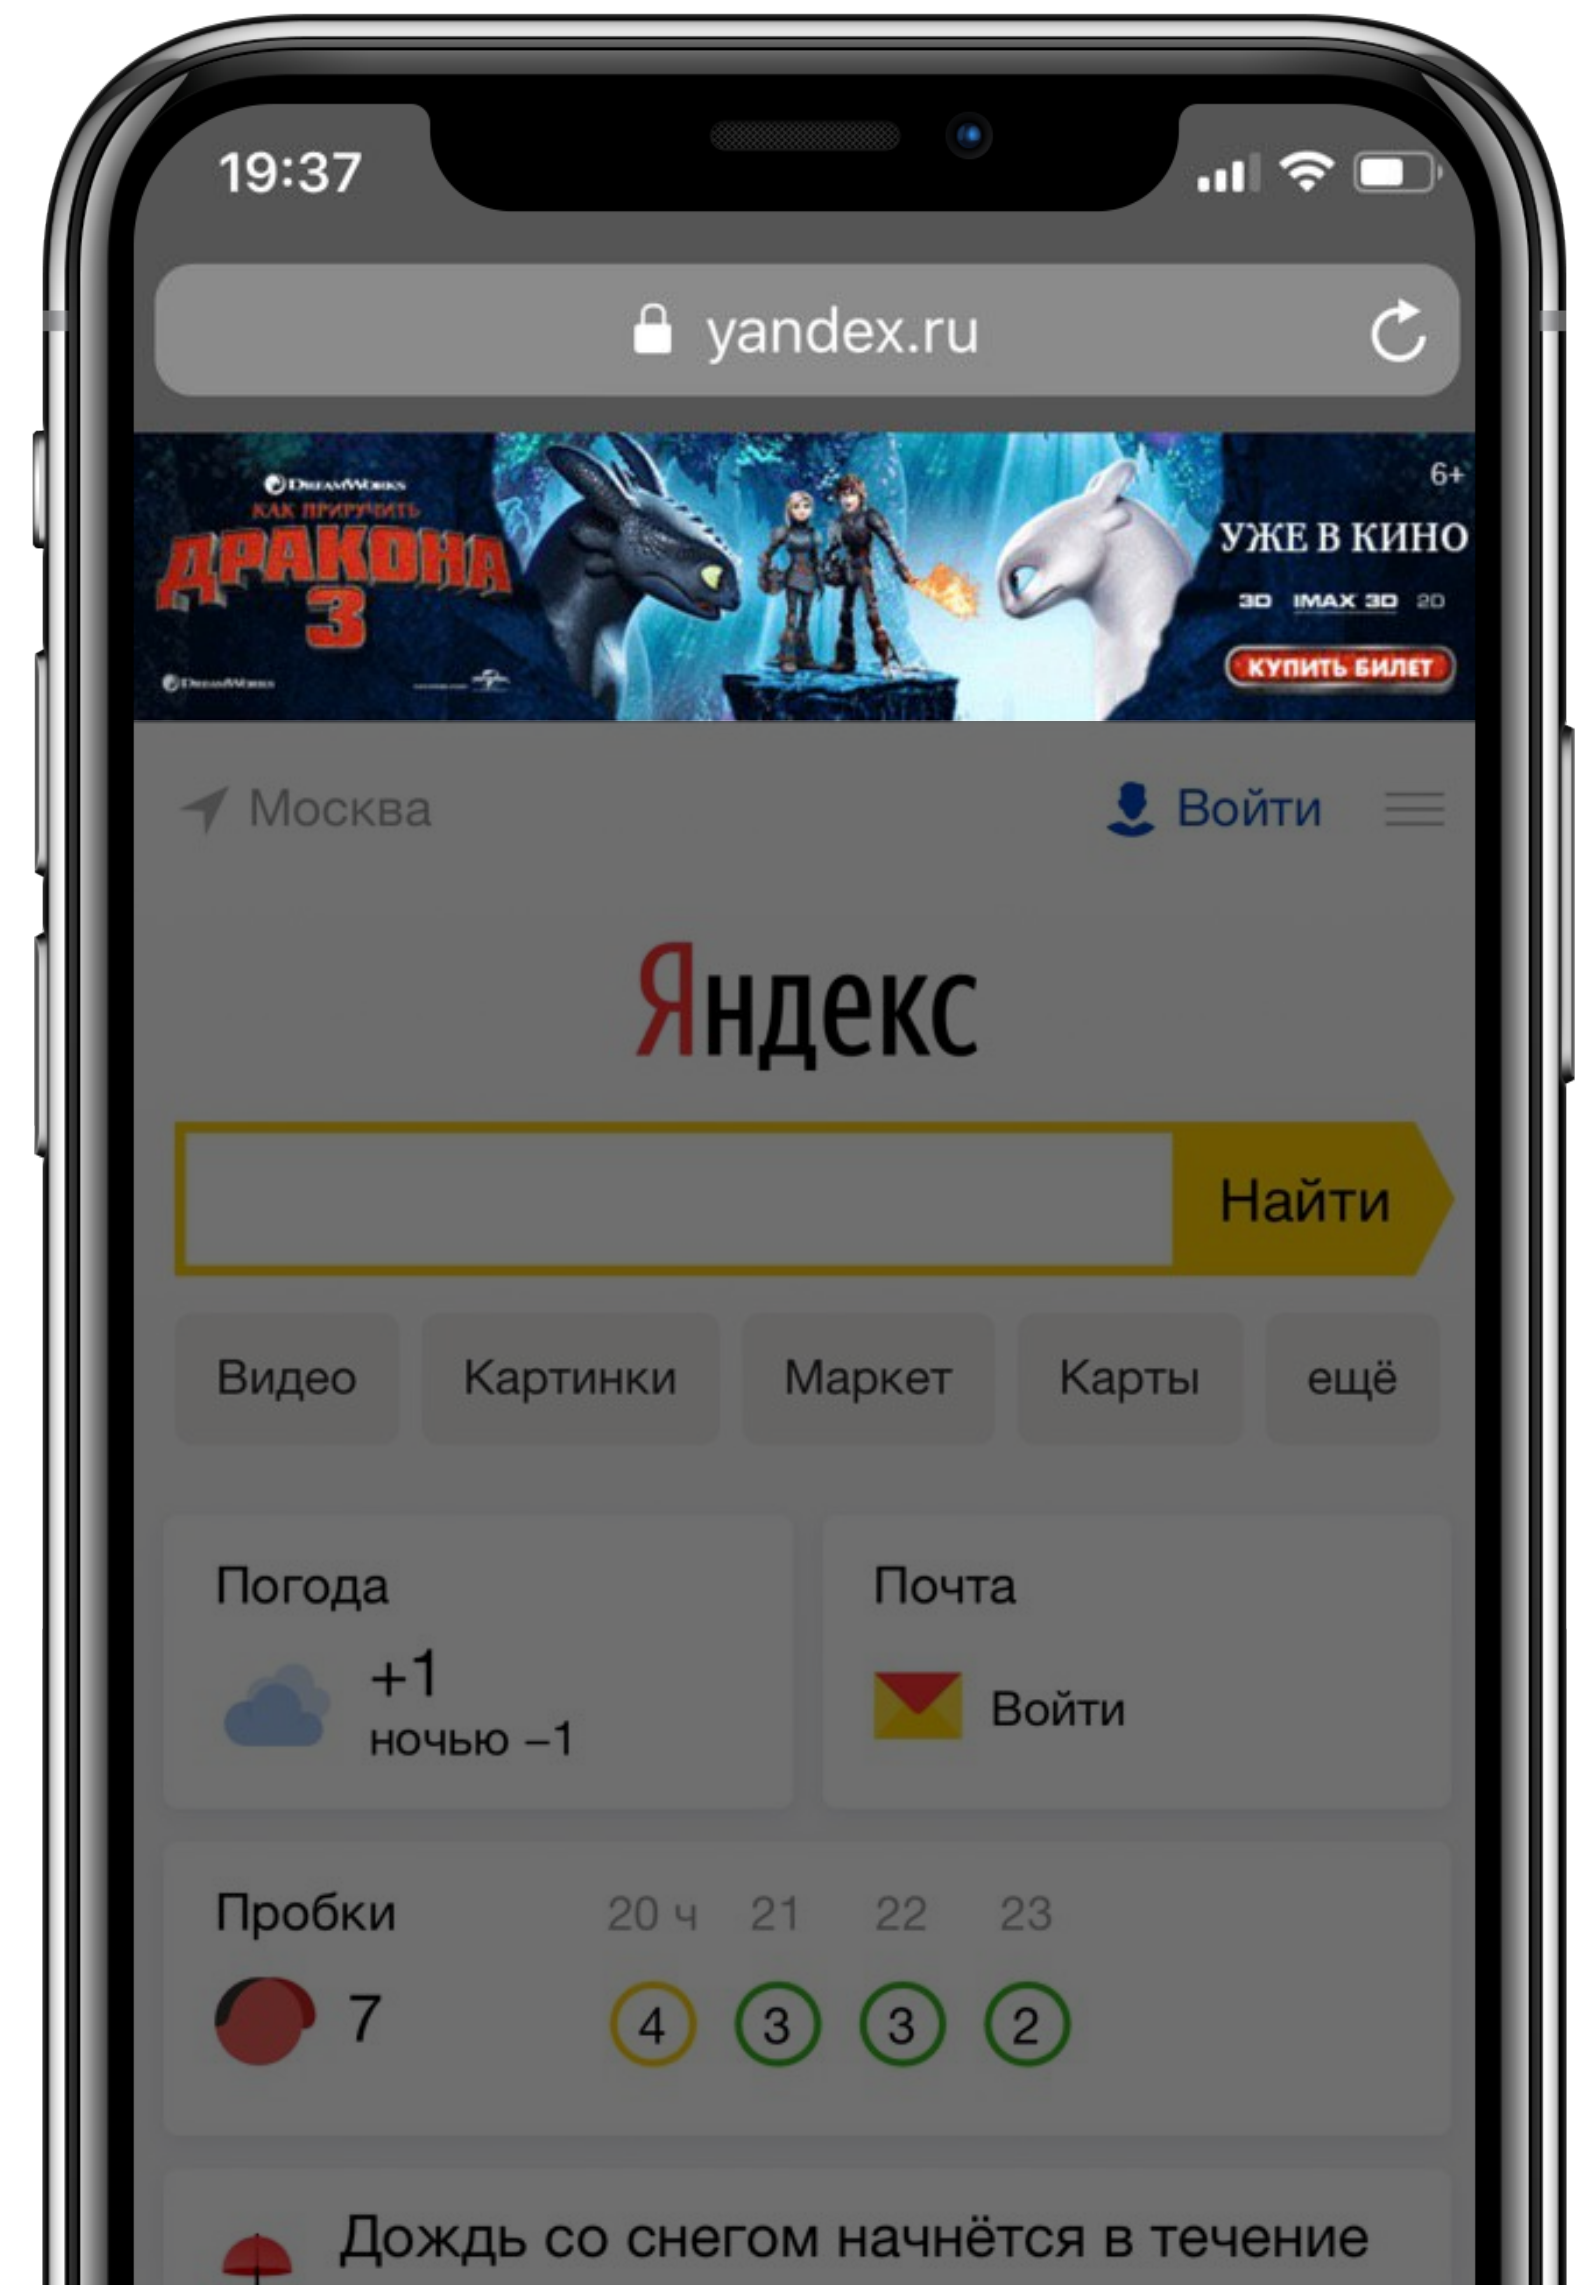 19:37
yandex.ru
DREAMWORKS
КАК ПРИРУЧИТЬ
ДРАКОНА
3
DREAMWORKS
6+
УЖЕ В КИНО
3D IMAX 3D 2D
КУПИТЬ БИЛЕТ
Москва
Войти
Яндекс
Найти
Видео
Картинки
Маркет
Карты
ещё
Погода
+1
ночью −1
Почта
Войти
Пробки
7
20 ч 21 22 23
4 3 3 2
Дождь со снегом начнётся в течение